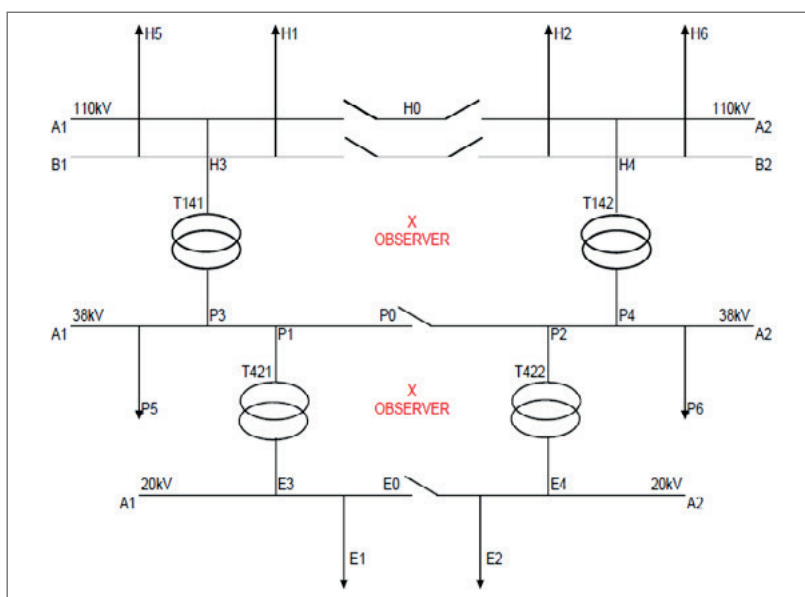 H5 H1 H2 H6
110kV H0 110kV
A1 A2
B1 H3 H4 B2
T141 T142
X
OBSERVER
38kV P3 P0 P4 38kV
A1 P1 P2 A2
T421 T422
X
OBSERVER
P5 P6
20kV E3 E0 E4 20kV
A1 A2
E1 E2